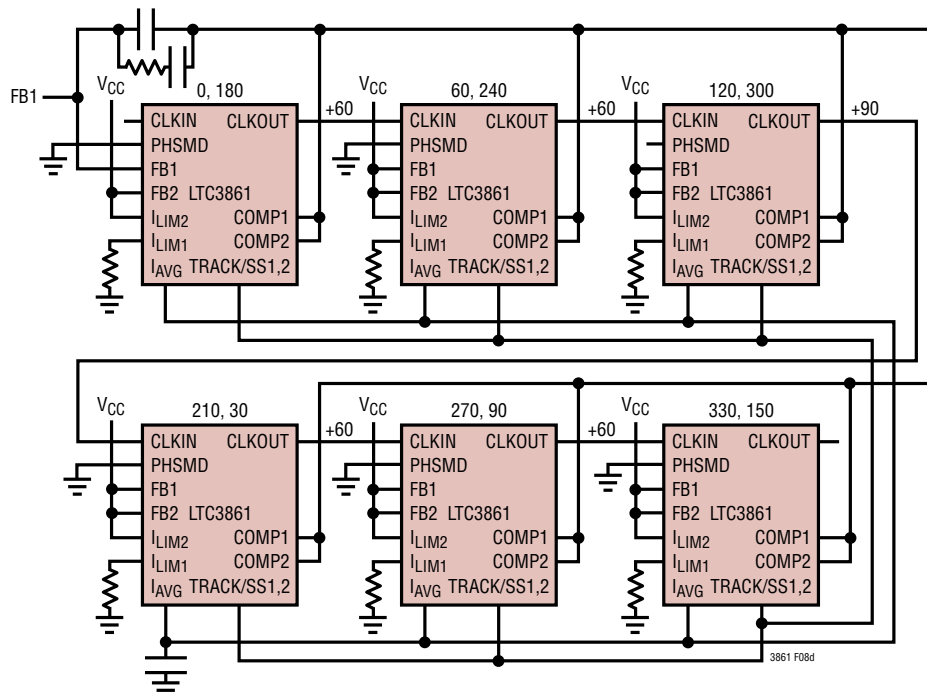 FB1
VCC
0, 180
CLKIN CLKOUT
PHSMD
FB1
FB2 LTC3861
ILIM2 COMP1
ILIM1 COMP2
IAVG TRACK/SS1,2
+60
VCC
60, 240
CLKIN CLKOUT
PHSMD
FB1
FB2 LTC3861
ILIM2 COMP1
ILIM1 COMP2
IAVG TRACK/SS1,2
+60
VCC
120, 300
CLKIN CLKOUT
PHSMD
FB1
FB2 LTC3861
ILIM2 COMP1
ILIM1 COMP2
IAVG TRACK/SS1,2
+90
VCC
210, 30
CLKIN CLKOUT
PHSMD
FB1
FB2 LTC3861
ILIM2 COMP1
ILIM1 COMP2
IAVG TRACK/SS1,2
+60
VCC
270, 90
CLKIN CLKOUT
PHSMD
FB1
FB2 LTC3861
ILIM2 COMP1
ILIM1 COMP2
IAVG TRACK/SS1,2
+60
VCC
330, 150
CLKIN CLKOUT
PHSMD
FB1
FB2 LTC3861
ILIM2 COMP1
ILIM1 COMP2
IAVG TRACK/SS1,2
3861 F08d